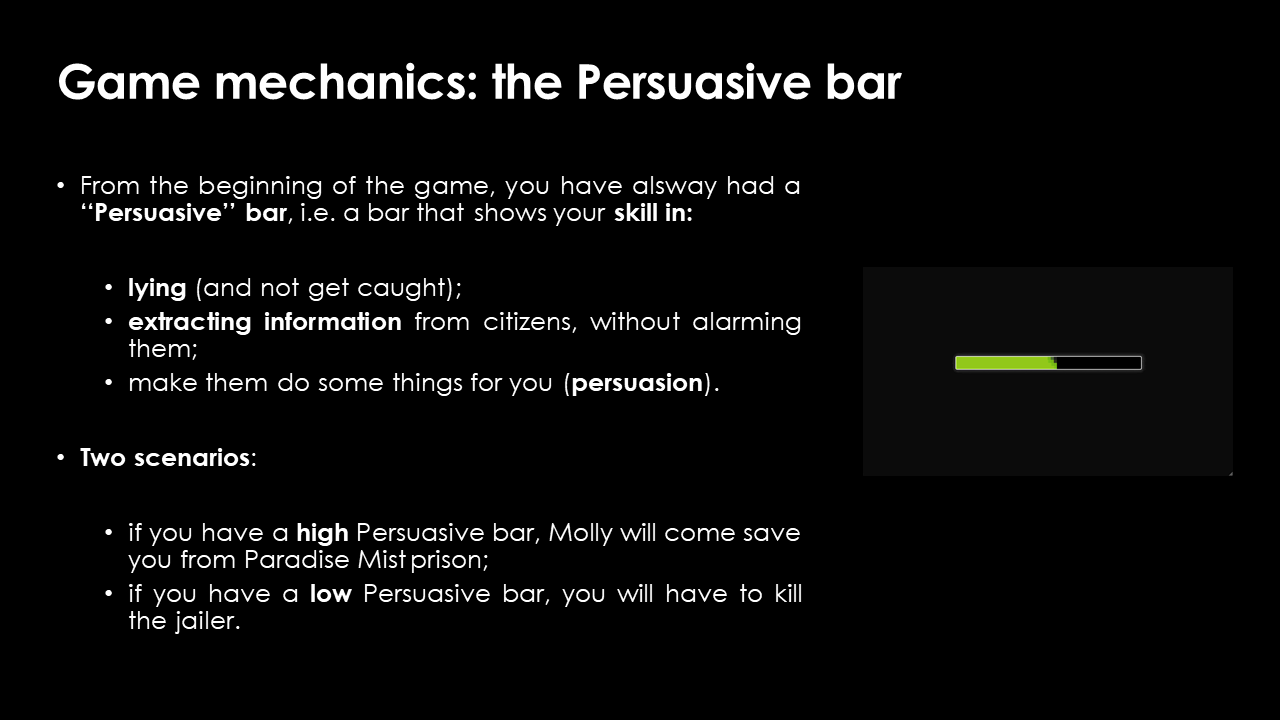 Game mechanics: the Persuasive bar
• From the beginning of the game, you have alsway had a
‘‘Persuasive’’ bar, i.e. a bar that shows your skill in:
• lying (and not get caught);
• extracting information from citizens, without alarming
them;
• make them do some things for you (persuasion).
• Two scenarios:
• if you have a high Persuasive bar, Molly will come save
you from Paradise Mist prison;
• if you have a low Persuasive bar, you will have to kill
the jailer.